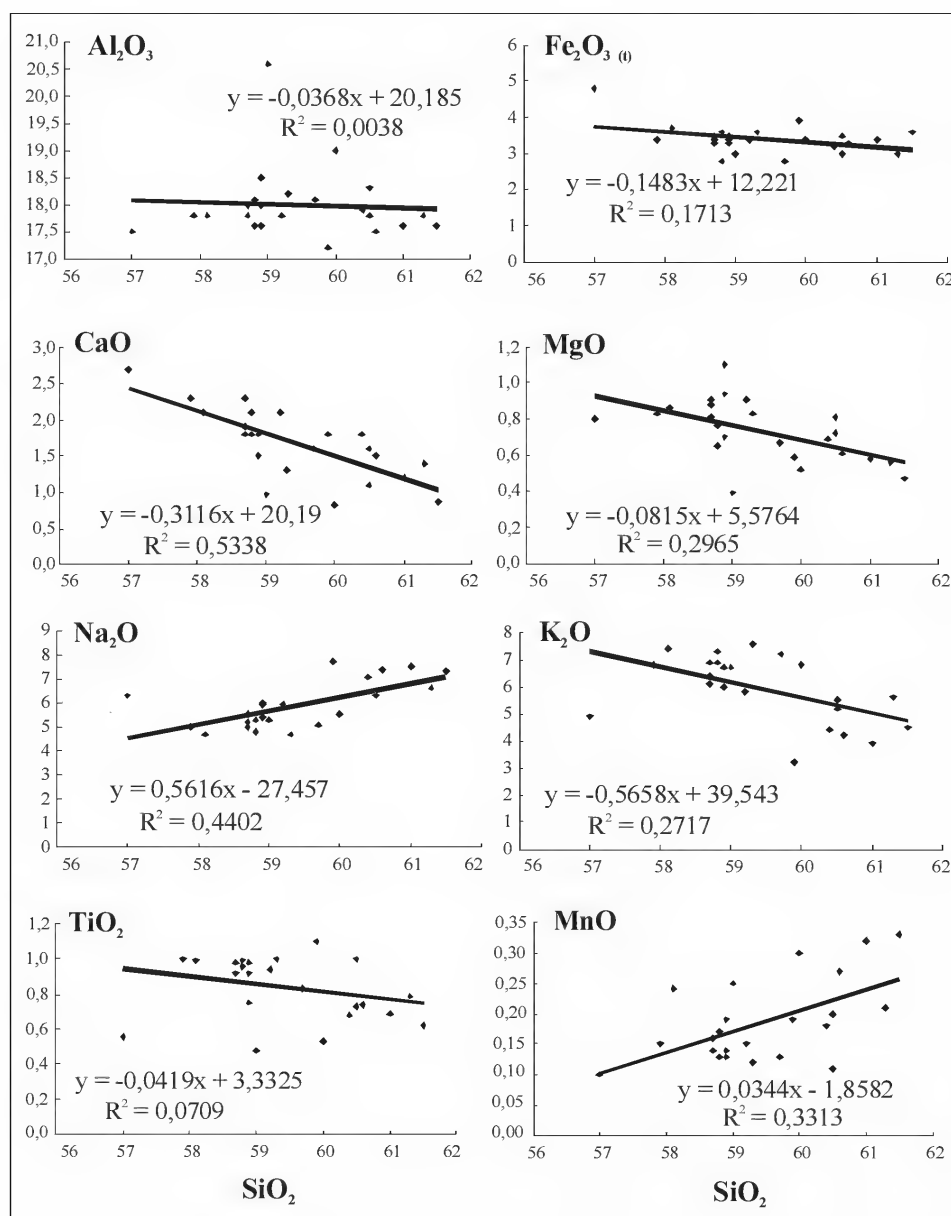 Al₂O₃
21,0
20,5
20,0
19,5
19,0
18,5
18,0
17,5
17,0
y = -0,0368x + 20,185
R² = 0,0038
56 57 58 59 60 61 62
Fe₂O₃ (t)
6
5
4
3
2
1
0
y = -0,1483x + 12,221
R² = 0,1713
56 57 58 59 60 61 62
CaO
3,0
2,5
2,0
1,5
1,0
0,5
0,0
y = -0,3116x + 20,19
R² = 0,5338
56 57 58 59 60 61 62
MgO
1,2
1,0
0,8
0,6
0,4
0,2
0,0
y = -0,0815x + 5,5764
R² = 0,2965
56 57 58 59 60 61 62
Na₂O
9
8
7
6
5
4
3
2
1
0
y = 0,5616x - 27,457
R² = 0,4402
56 57 58 59 60 61 62
K₂O
8
7
6
5
4
3
2
1
0
y = -0,5658x + 39,543
R² = 0,2717
56 57 58 59 60 61 62
TiO₂
1,2
1,0
0,8
0,6
0,4
0,2
0,0
y = -0,0419x + 3,3325
R² = 0,0709
56 57 58 59 60 61 62
SiO₂
MnO
0,35
0,30
0,25
0,20
0,15
0,10
0,05
0,00
y = 0,0344x - 1,8582
R² = 0,3313
56 57 58 59 60 61 62
SiO₂